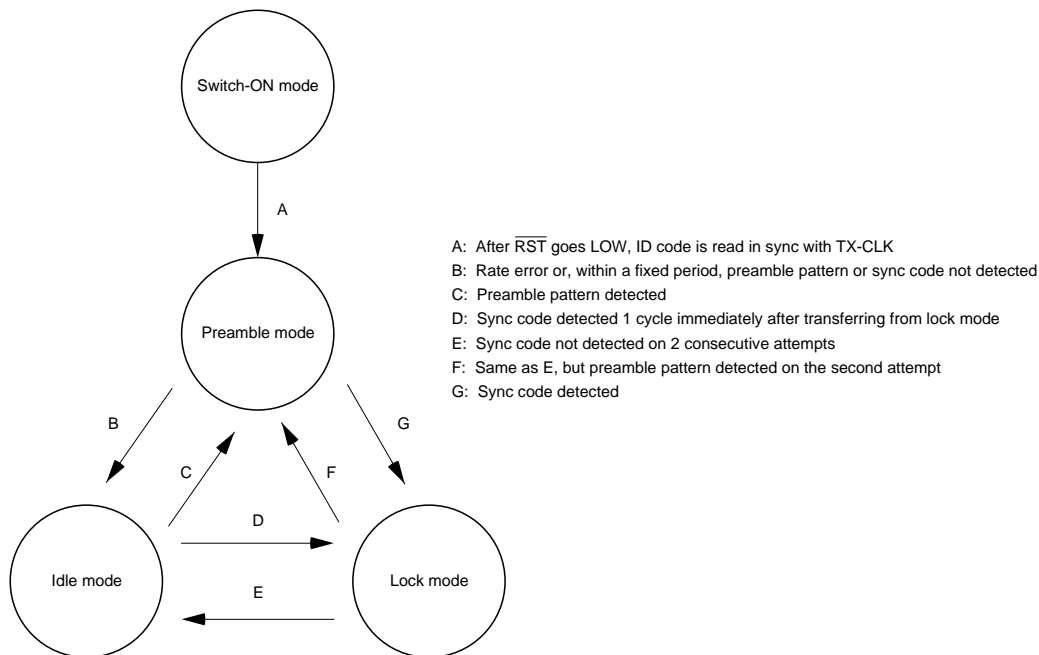 Switch-ON mode
A
Preamble mode
A: After RST goes LOW, ID code is read in sync with TX-CLK
B: Rate error or, within a fixed period, preamble pattern or sync code not detected
C: Preamble pattern detected
D: Sync code detected 1 cycle immediately after transferring from lock mode
E: Sync code not detected on 2 consecutive attempts
F: Same as E, but preamble pattern detected on the second attempt
G: Sync code detected
B
G
C
F
D
Idle mode
Lock mode
E